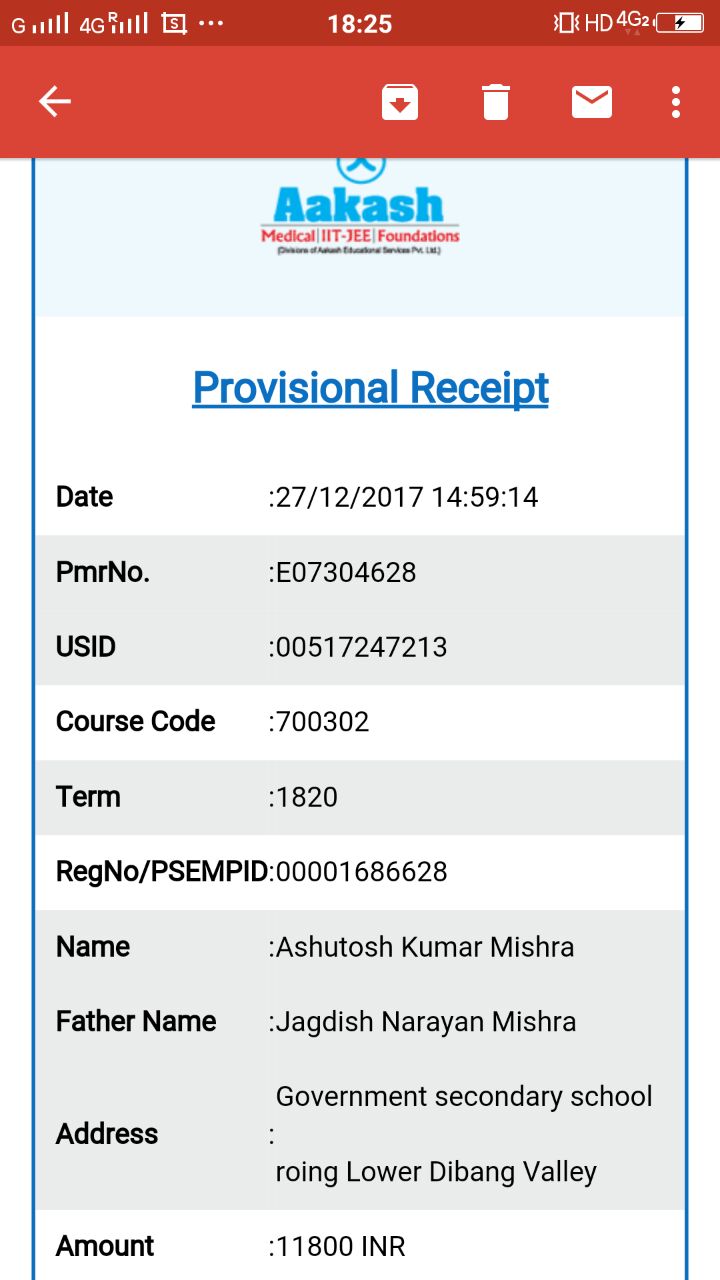 G 4G R S ... 18:25 HD 4G2
Aakash
Medical|IIT-JEE|Foundations
(Divisions of Aakash Educational Services Pvt. Ltd.)
Provisional Receipt
Date :27/12/2017 14:59:14
PmrNo. :E07304628
USID :00517247213
Course Code :700302
Term :1820
RegNo/PSEMPID:00001686628
Name :Ashutosh Kumar Mishra
Father Name :Jagdish Narayan Mishra
Government secondary school
Address :
roing Lower Dibang Valley
Amount :11800 INR